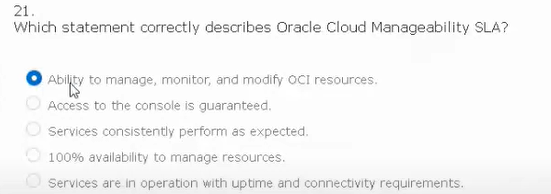 21.
Which statement correctly describes Oracle Cloud Manageability SLA?
Ability to manage, monitor, and modify OCI resources.
Access to the console is guaranteed.
Services consistently perform as expected.
100% availability to manage resources.
Services are in operation with uptime and connectivity requirements.